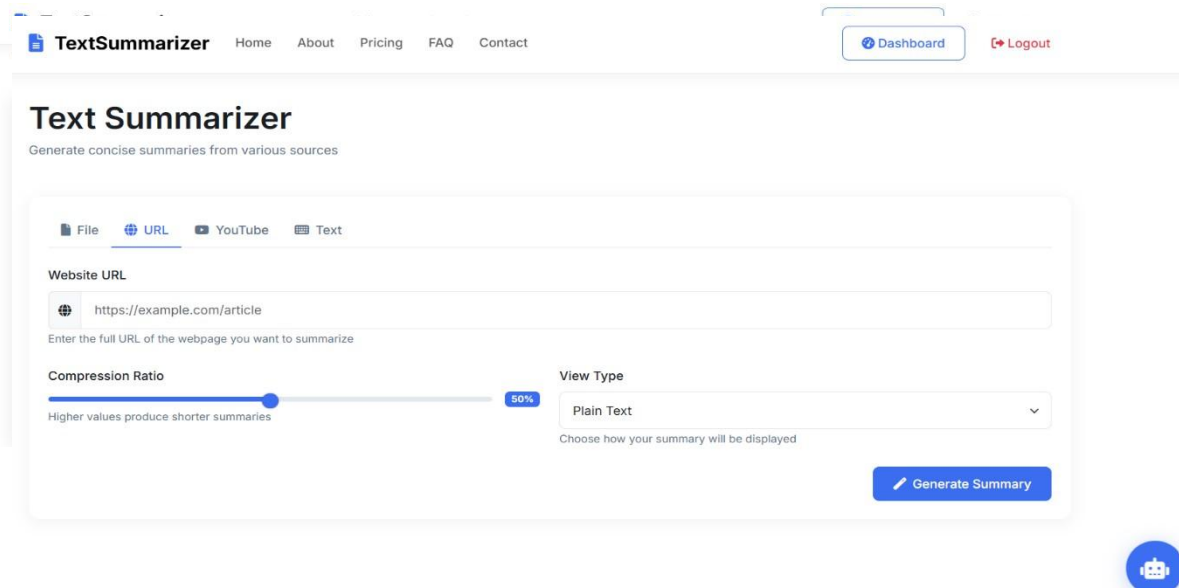 TextSummarizer Home About Pricing FAQ Contact Dashboard Logout
Text Summarizer
Generate concise summaries from various sources
File URL YouTube Text
Website URL
https://example.com/article
Enter the full URL of the webpage you want to summarize
Compression Ratio View Type
50%
Plain Text
Higher values produce shorter summaries
Choose how your summary will be displayed
Generate Summary